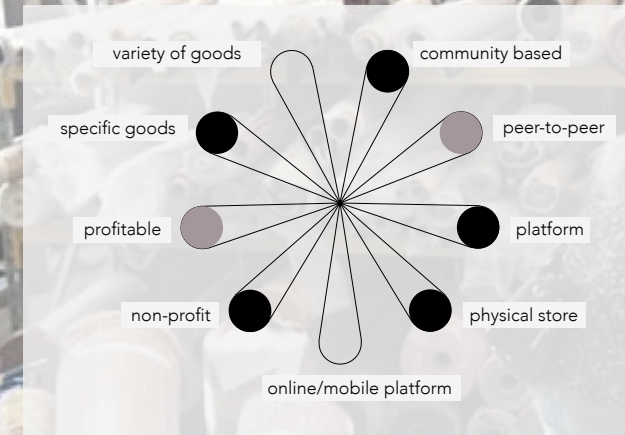 variety of goods
community based
specific goods
peer-to-peer
profitable
platform
non-profit
physical store
online/mobile platform